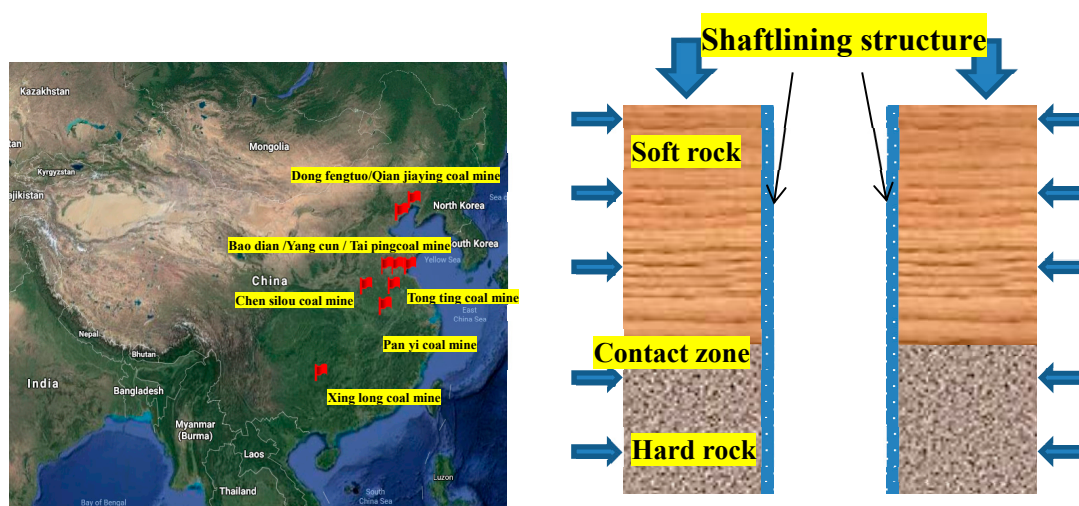 Kazakhstan
Mongolia
Kyrgyzstan
Dong fengtuo/Qian jiaying coal mine
North Korea
Bao dian /Yang cun / Tai pingcoal mine
South Korea
Yellow Sea
China
Chen silou coal mine
Tong ting coal mine
East
China Sea
Nepal
Pan yi coal mine
Bhutan
India
Bangladesh
Xing long coal mine
Myanmar
(Burma)
Laos
Thailand
Luzon
South
China Sea
Bay of Bengal
Shaftlining structure
Soft rock
Contact zone
Hard rock